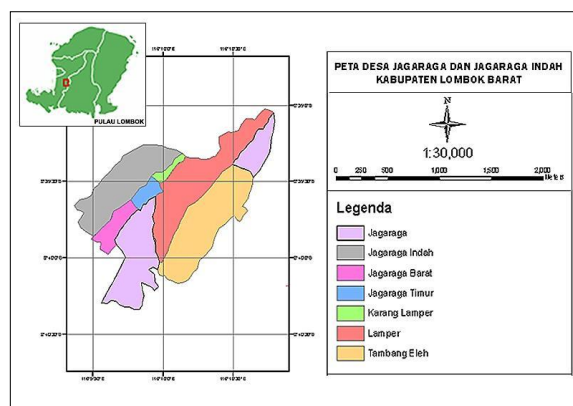 PULAU LOMBOK
PETA DESA JAGARAGA DAN JAGARAGA INDAH
KABUPATEN LOMBOK BARAT
N
1:30,000
0 250 500 1,000 1,500 2,000
Meters
Legenda
Jagaraga
Jagaraga Indah
Jagaraga Barat
Jagaraga Timur
Karang Lamper
Lamper
Tambang Eleh